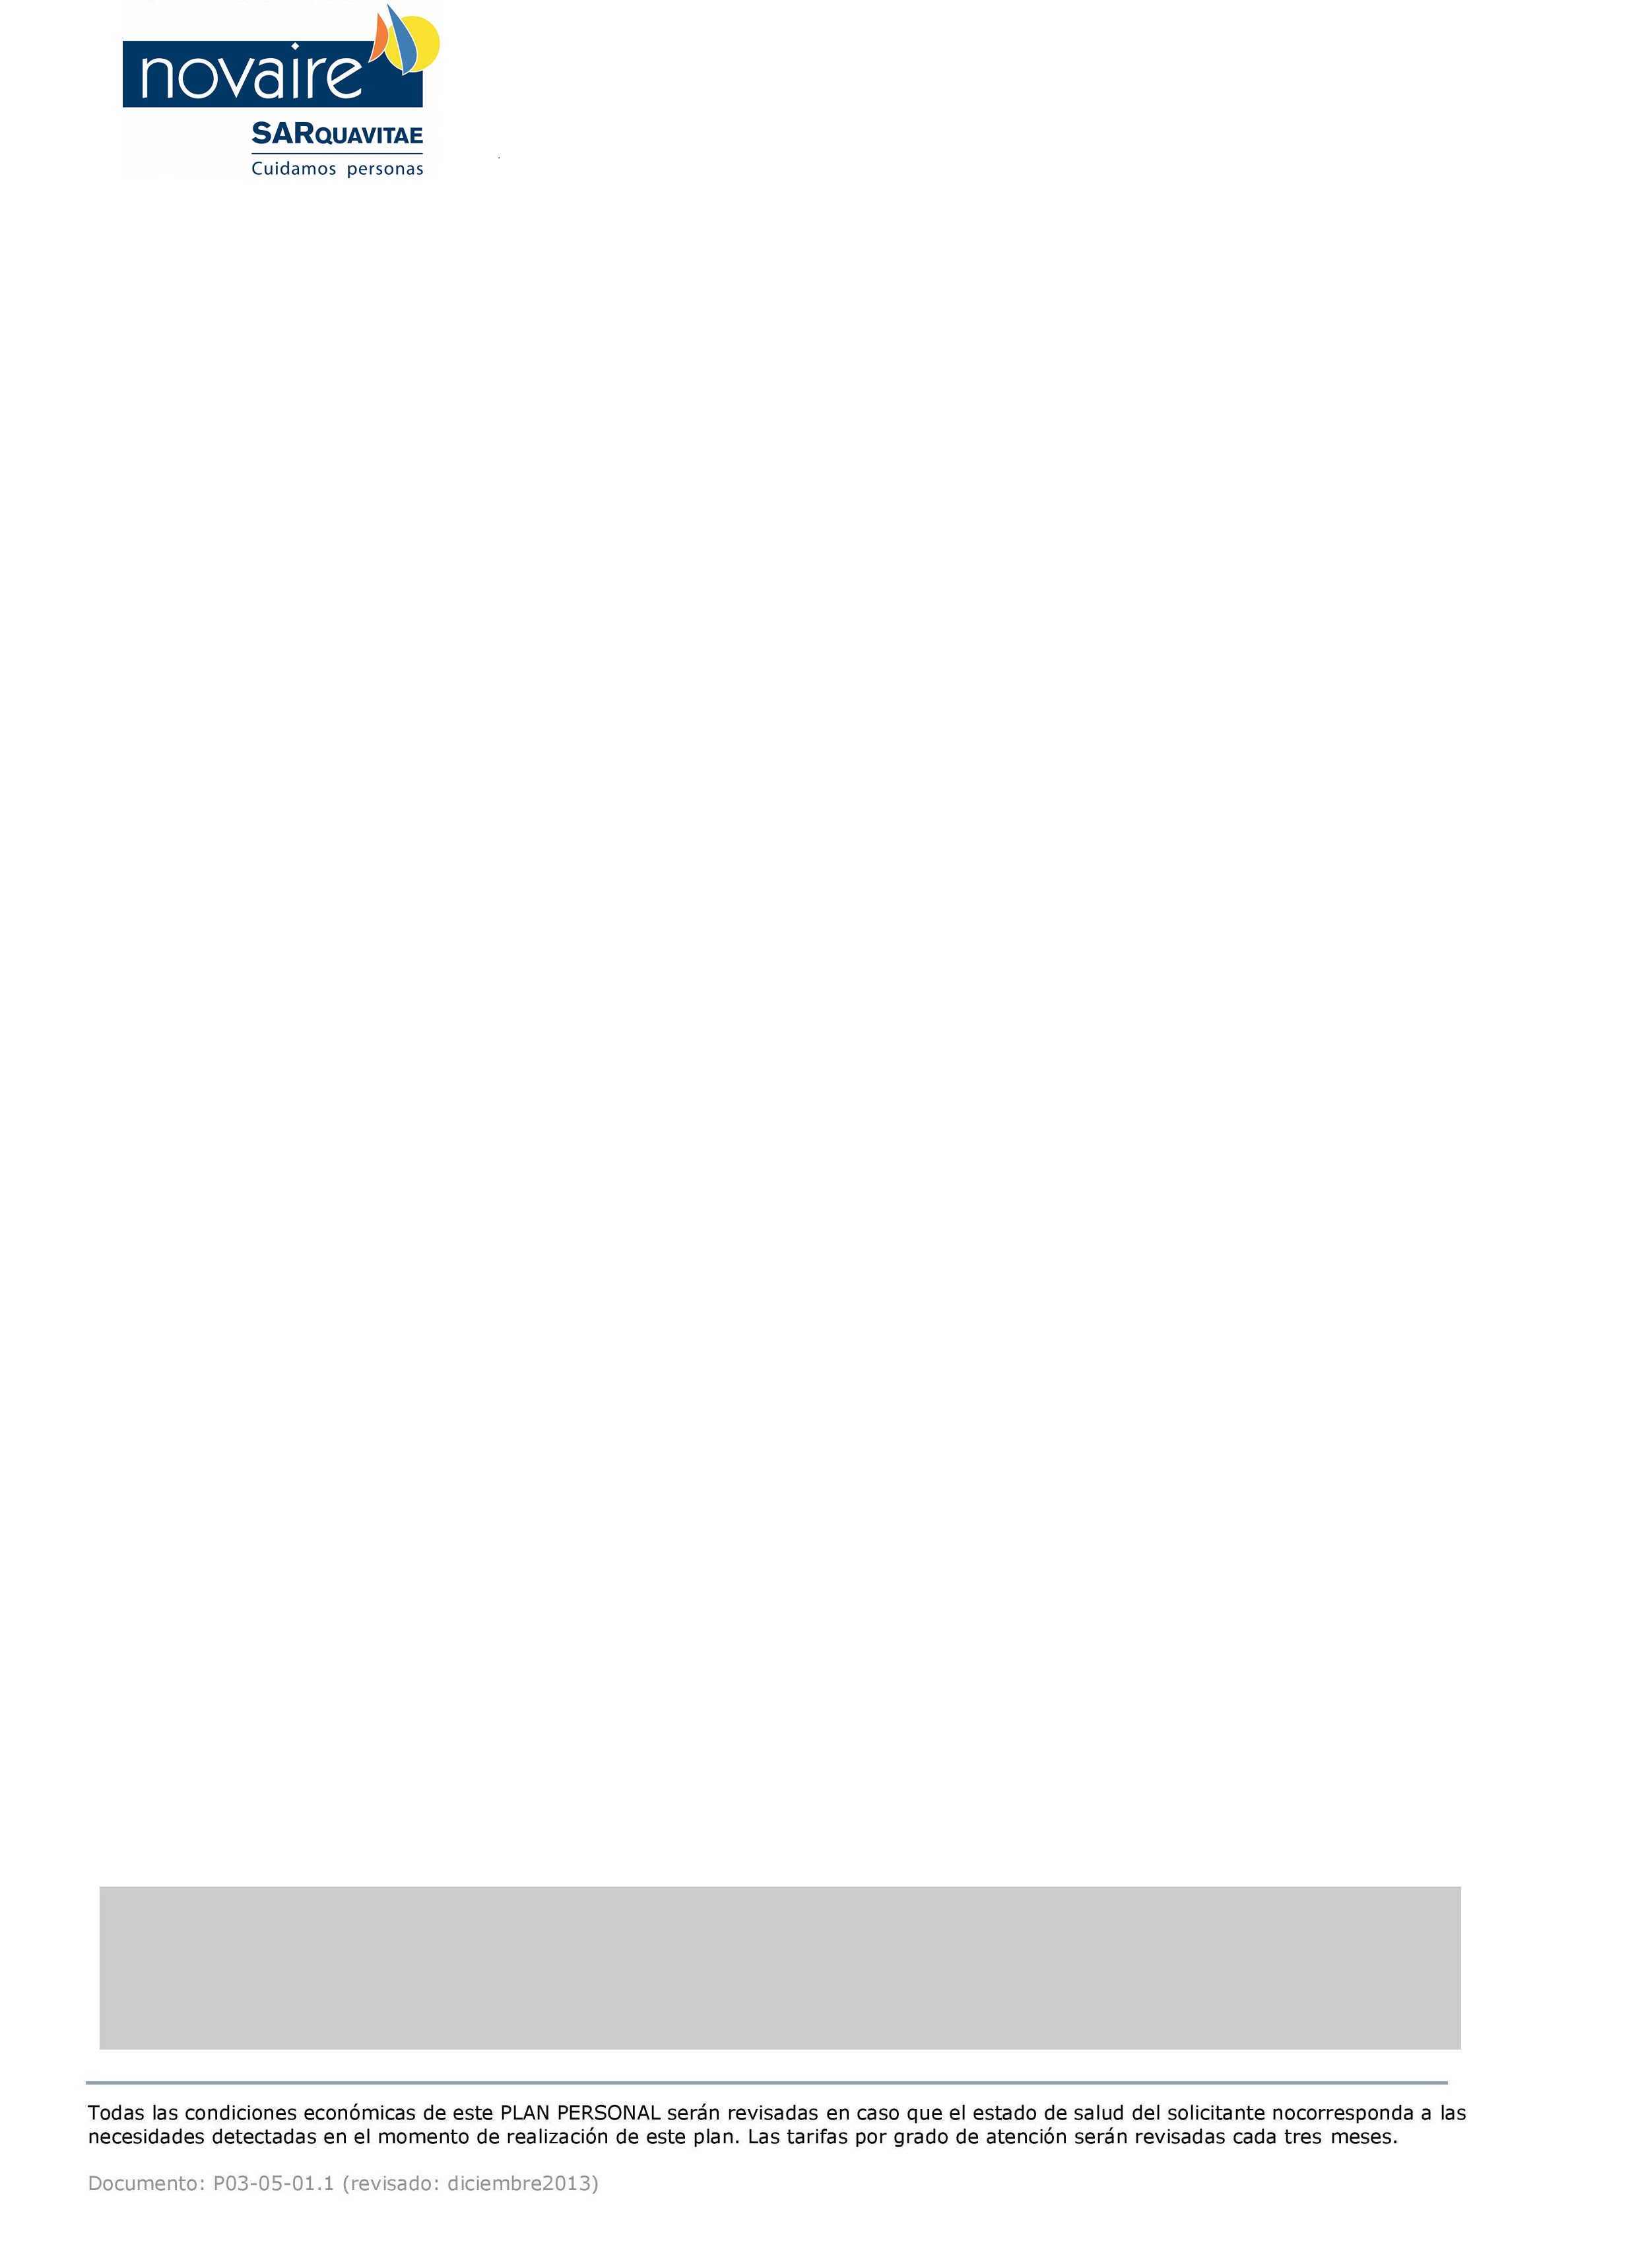 novaire
SARQUAVITAE
Cuidamos personas
Todas las condiciones económicas de este PLAN PERSONAL serán revisadas en caso que el estado de salud del solicitante nocorresponda a las
necesidades detectadas en el momento de realización de este plan. Las tarifas por grado de atención serán revisadas cada tres meses.
Documento: P03-05-01.1 (revisado: diciembre2013)